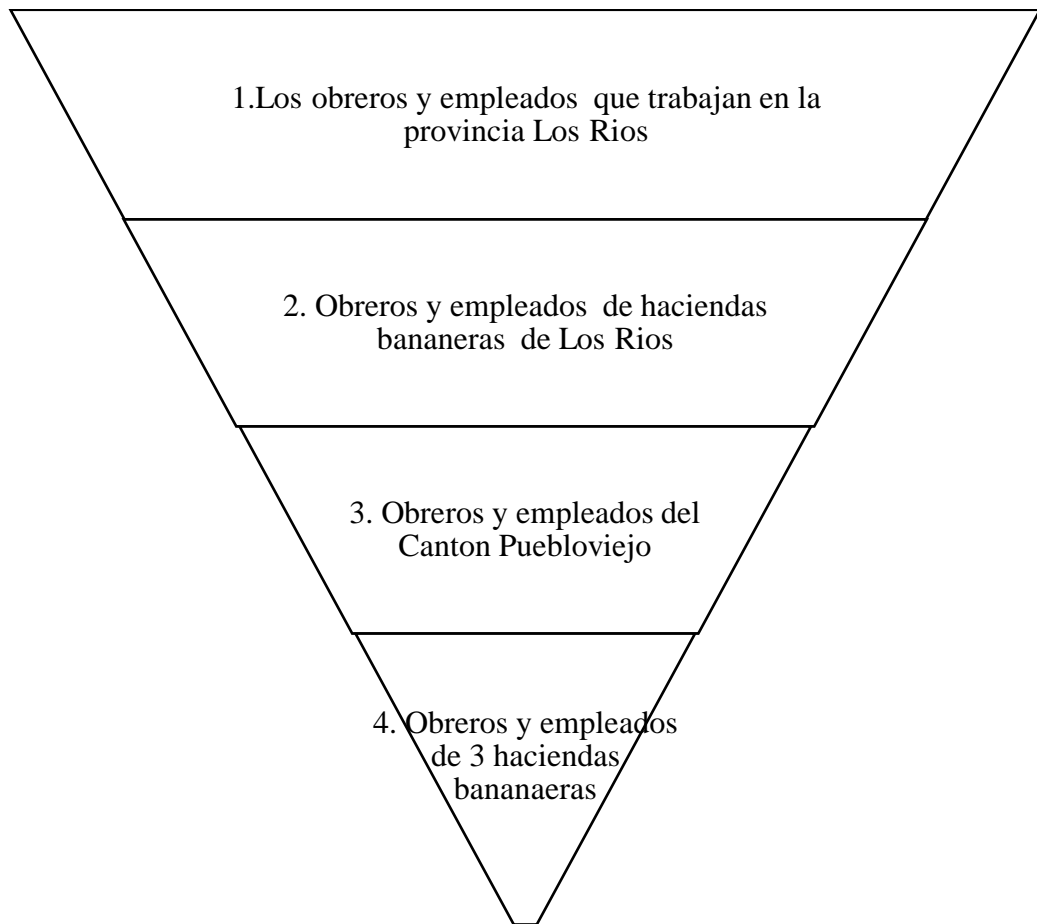 1.Los obreros y empleados que trabajan en la
provincia Los Rios
2. Obreros y empleados de haciendas
bananeras de Los Rios
3. Obreros y empleados del
Canton Puebloviejo
4. Obreros y empleados
de 3 haciendas
bananaeras